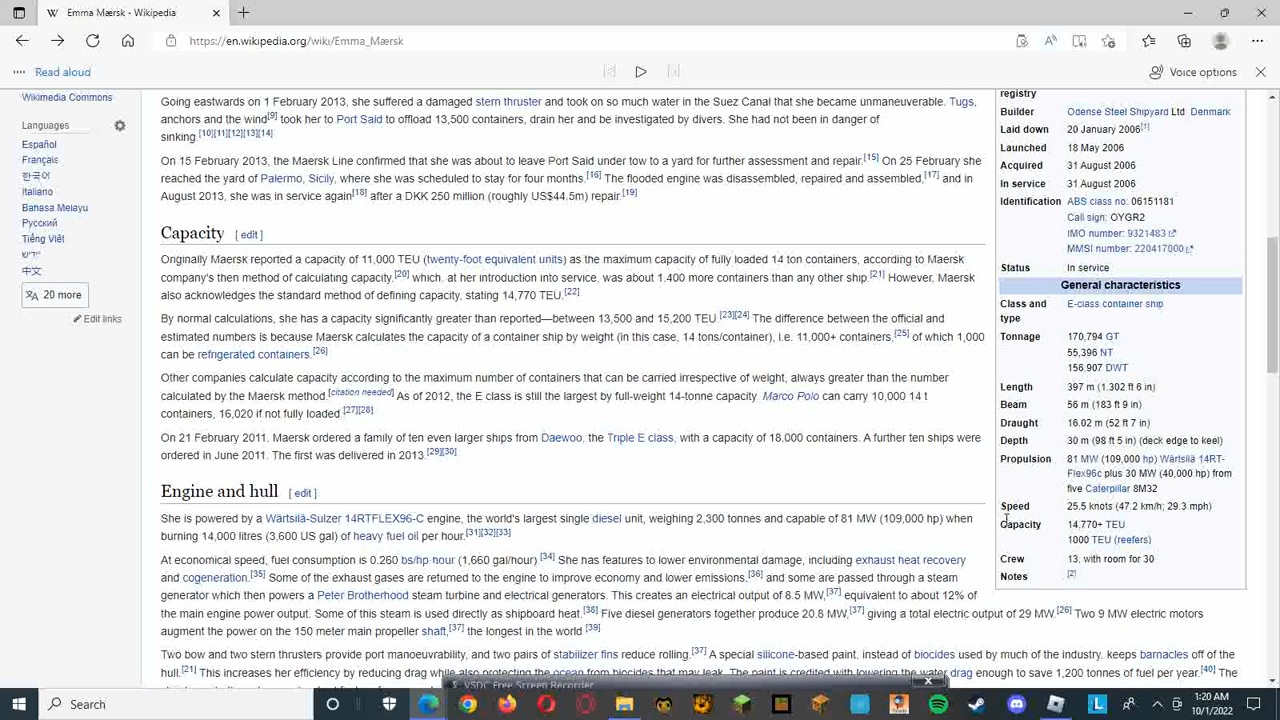 Emma Mærsk - Wikipedia
https://en.wikipedia.org/wiki/Emma_Mærsk
Read aloud
Voice options
Wikimedia Commons
Languages
Español
Français
한국어
Italiano
Bahasa Melayu
Русский
Tiếng Việt
ייִדיש
中文
20 more
Edit links
Going eastwards on 1 February 2013, she suffered a damaged stern thruster and took on so much water in the Suez Canal that she became unmaneuverable. Tugs,
anchors and the wind[9] took her to Port Said to offload 13,500 containers, drain her and be investigated by divers. She had not been in danger of
sinking.[10][11][12][13][14]
On 15 February 2013, the Maersk Line confirmed that she was about to leave Port Said under tow to a yard for further assessment and repair.[15] On 25 February she
reached the yard of Palermo, Sicily, where she was scheduled to stay for four months.[16] The flooded engine was disassembled, repaired and assembled,[17] and in
August 2013, she was in service again[18] after a DKK 250 million (roughly US$44.5m) repair.[19]
Capacity [ edit ]
Originally Maersk reported a capacity of 11,000 TEU (twenty-foot equivalent units) as the maximum capacity of fully loaded 14 ton containers, according to Maersk
company's then method of calculating capacity,[20] which, at her introduction into service, was about 1,400 more containers than any other ship.[21] However, Maersk
also acknowledges the standard method of defining capacity, stating 14,770 TEU.[22]
By normal calculations, she has a capacity significantly greater than reported—between 13,500 and 15,200 TEU.[23][24] The difference between the official and
estimated numbers is because Maersk calculates the capacity of a container ship by weight (in this case, 14 tons/container), i.e. 11,000+ containers,[25] of which 1,000
can be refrigerated containers.[26]
Other companies calculate capacity according to the maximum number of containers that can be carried irrespective of weight, always greater than the number
calculated by the Maersk method.[citation needed] As of 2012, the E class is still the largest by full-weight 14-tonne capacity. Marco Polo can carry 10,000 14 t
containers, 16,020 if not fully loaded.[27][28]
On 21 February 2011, Maersk ordered a family of ten even larger ships from Daewoo, the Triple E class, with a capacity of 18,000 containers. A further ten ships were
ordered in June 2011. The first was delivered in 2013.[29][30]
Engine and hull [ edit ]
She is powered by a Wärtsilä-Sulzer 14RTFLEX96-C engine, the world's largest single diesel unit, weighing 2,300 tonnes and capable of 81 MW (109,000 hp) when
burning 14,000 litres (3,600 US gal) of heavy fuel oil per hour.[31][32][33]
At economical speed, fuel consumption is 0.260 bs/hp·hour (1,660 gal/hour).[34] She has features to lower environmental damage, including exhaust heat recovery
and cogeneration.[35] Some of the exhaust gases are returned to the engine to improve economy and lower emissions,[36] and some are passed through a steam
generator which then powers a Peter Brotherhood steam turbine and electrical generators. This creates an electrical output of 8.5 MW,[37] equivalent to about 12% of
the main engine power output. Some of this steam is used directly as shipboard heat.[38] Five diesel generators together produce 20.8 MW,[37] giving a total electric output of 29 MW.[26] Two 9 MW electric motors
augment the power on the 150 meter main propeller shaft,[37] the longest in the world.[39]
Two bow and two stern thrusters provide port manoeuvrability, and two pairs of stabilizer fins reduce rolling.[37] A special silicone-based paint, instead of biocides used by much of the industry, keeps barnacles off of the
hull.[21] This increases her efficiency by reducing drag while also protecting the ocean from biocides that may leak. The paint is credited with lowering the water drag enough to save 1,200 tonnes of fuel per year.[40] The
registry
Builder Odense Steel Shipyard Ltd Denmark
Laid down 20 January 2006[1]
Launched 18 May 2006
Acquired 31 August 2006
In service 31 August 2006
Identification ABS class no. 06151181
Call sign: OYGR2
IMO number: 9321483
MMSI number: 220417000
Status In service
General characteristics
Class and type E-class container ship
Tonnage 170,794 GT
55,396 NT
156,907 DWT
Length 397 m (1,302 ft 6 in)
Beam 56 m (183 ft 9 in)
Draught 16.02 m (52 ft 7 in)
Depth 30 m (98 ft 5 in) (deck edge to keel)
Propulsion 81 MW (109,000 hp) Wärtsilä 14RT-
Flex96c plus 30 MW (40,000 hp) from
five Caterpillar 8M32
Speed 25.5 knots (47.2 km/h; 29.3 mph)
Capacity 14,770+ TEU
1000 TEU (reefers)
Crew 13, with room for 30
Notes [2]
VSDC Free Screen Recorder
Search
1:20 AM
10/1/2022